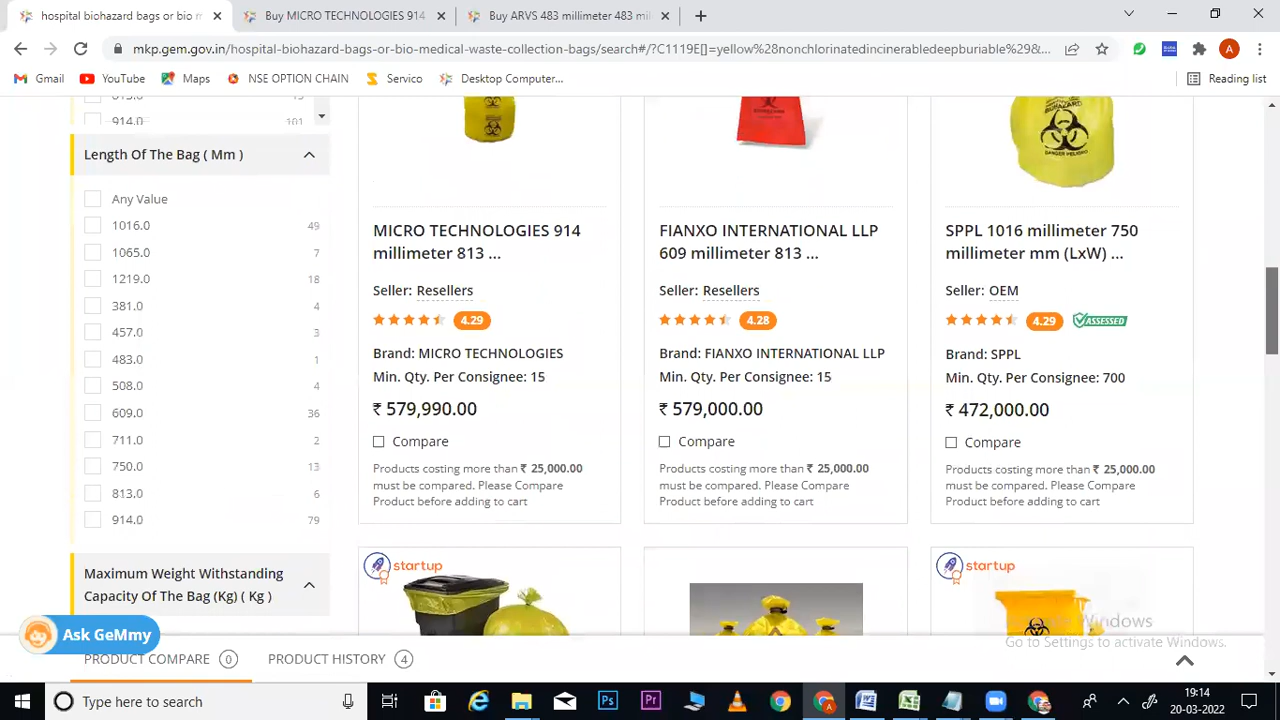 hospital biohazard bags or bio m
Buy MICRO TECHNOLOGIES 914
Buy ARVS 483 millimeter 483 mil
mkp.gem.gov.in/hospital-biohazard-bags-or-bio-medical-waste-collection-bags/search#/?C1119E[]=yellow%28nonchlorinatedincinerabledeepburiable%29&...
A
Gmail
YouTube
Maps
NSE OPTION CHAIN
Servico
Desktop Computer...
Reading list
914.0 101
Length Of The Bag ( Mm )
Any Value
1016.0 49
1065.0 7
1219.0 18
381.0 4
457.0 3
483.0 1
508.0 4
609.0 36
711.0 2
750.0 13
813.0 6
914.0 79
Maximum Weight Withstanding
Capacity Of The Bag (Kg) ( Kg )
MICRO TECHNOLOGIES 914
millimeter 813 ...
Seller: Resellers
4.29
Brand: MICRO TECHNOLOGIES
Min. Qty. Per Consignee: 15
₹ 579,990.00
Compare
Products costing more than ₹ 25,000.00
must be compared. Please Compare
Product before adding to cart
FIANXO INTERNATIONAL LLP
609 millimeter 813 ...
Seller: Resellers
4.28
Brand: FIANXO INTERNATIONAL LLP
Min. Qty. Per Consignee: 15
₹ 579,000.00
Compare
Products costing more than ₹ 25,000.00
must be compared. Please Compare
Product before adding to cart
BIOHAZARD
SPPL 1016 millimeter 750
millimeter mm (LxW) ...
Seller: OEM
4.29 ASSESSED
Brand: SPPL
Min. Qty. Per Consignee: 700
₹ 472,000.00
Compare
Products costing more than ₹ 25,000.00
must be compared. Please Compare
Product before adding to cart
startup
startup
Windows
Go to Settings to activate Windows.
Ask GeMmy
PRODUCT COMPARE 0
PRODUCT HISTORY 4
Type here to search
19:14
20-03-2022